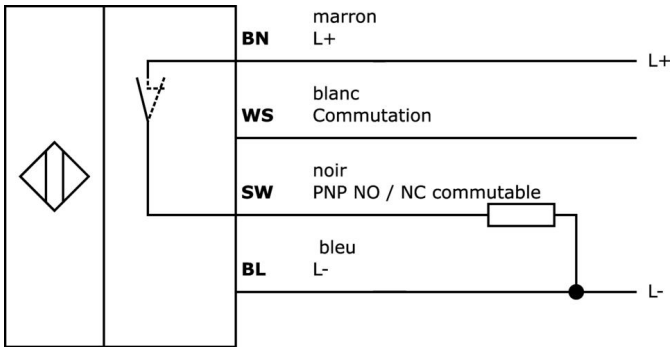 marron
BN L+
L+
blanc
WS Commutation
noir
SW PNP NO / NC commutable
bleu
BL L-
L-